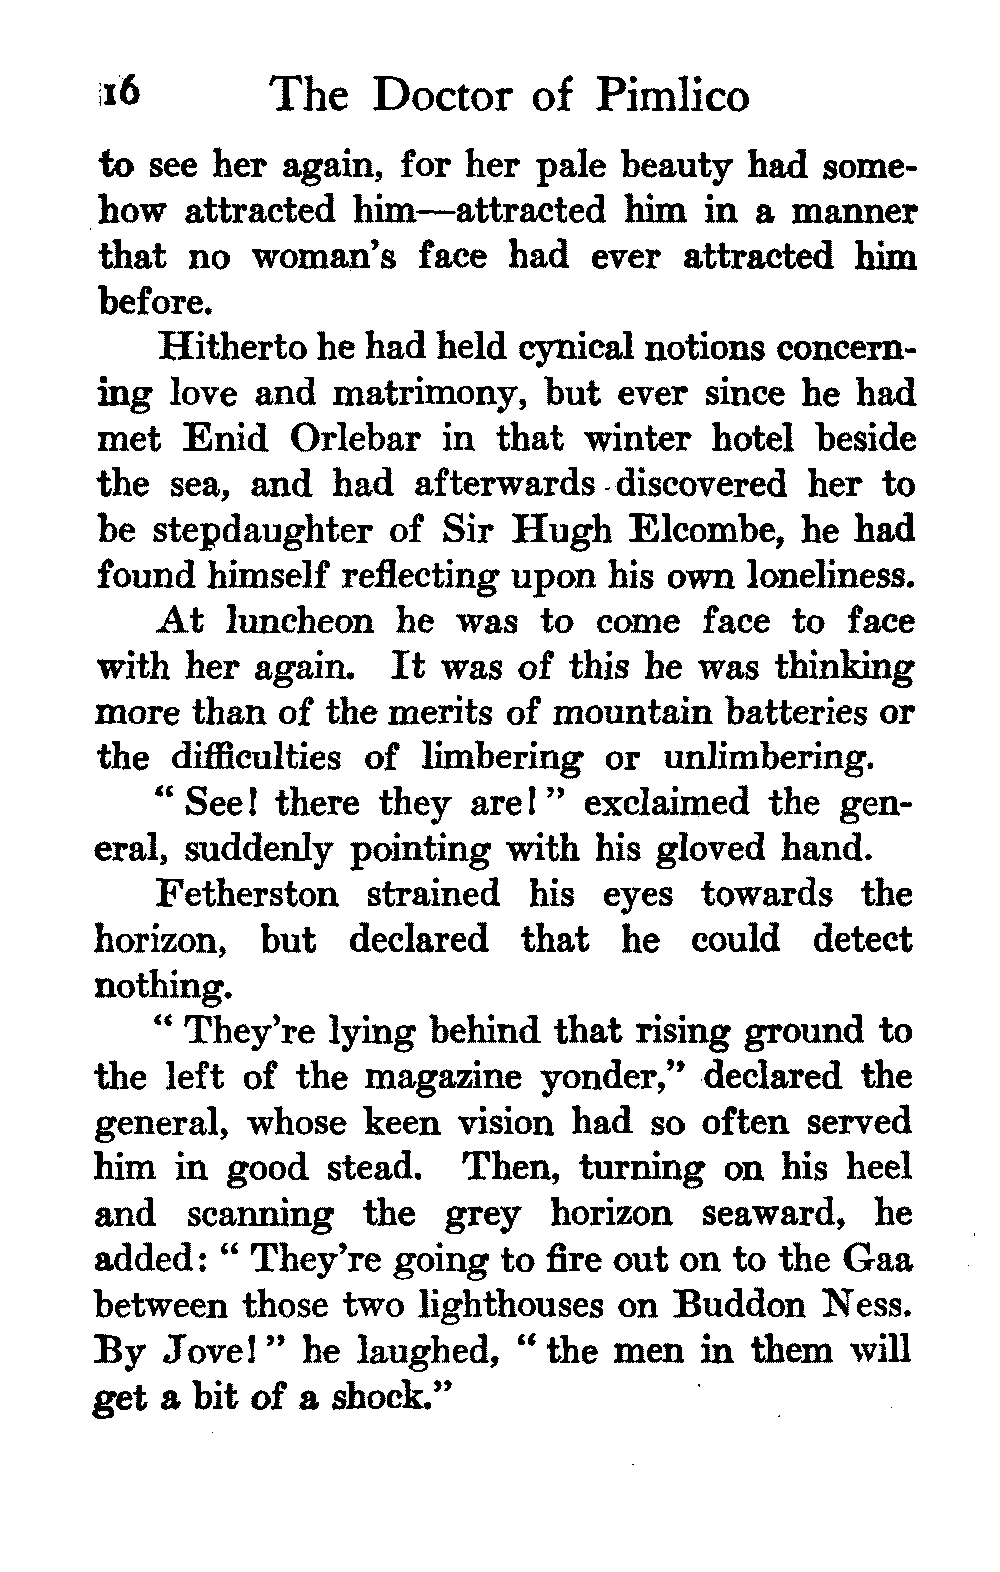 16 The Doctor of Pimlico
to see her again, for her pale beauty had some-
how attracted him—attracted him in a manner
that no woman's face had ever attracted him
before.
Hitherto he had held cynical notions concern-
ing love and matrimony, but ever since he had
met Enid Orlebar in that winter hotel beside
the sea, and had afterwards discovered her to
be stepdaughter of Sir Hugh Elcombe, he had
found himself reflecting upon his own loneliness.
At luncheon he was to come face to face
with her again. It was of this he was thinking
more than of the merits of mountain batteries or
the difficulties of limbering or unlimbering.
“ See! there they are! ” exclaimed the gen-
eral, suddenly pointing with his gloved hand.
Fetherston strained his eyes towards the
horizon, but declared that he could detect
nothing.
“ They're lying behind that rising ground to
the left of the magazine yonder,” declared the
general, whose keen vision had so often served
him in good stead. Then, turning on his heel
and scanning the grey horizon seaward, he
added: “ They're going to fire out on to the Gaa
between those two lighthouses on Buddon Ness.
By Jove! ” he laughed, “ the men in them will
get a bit of a shock.”